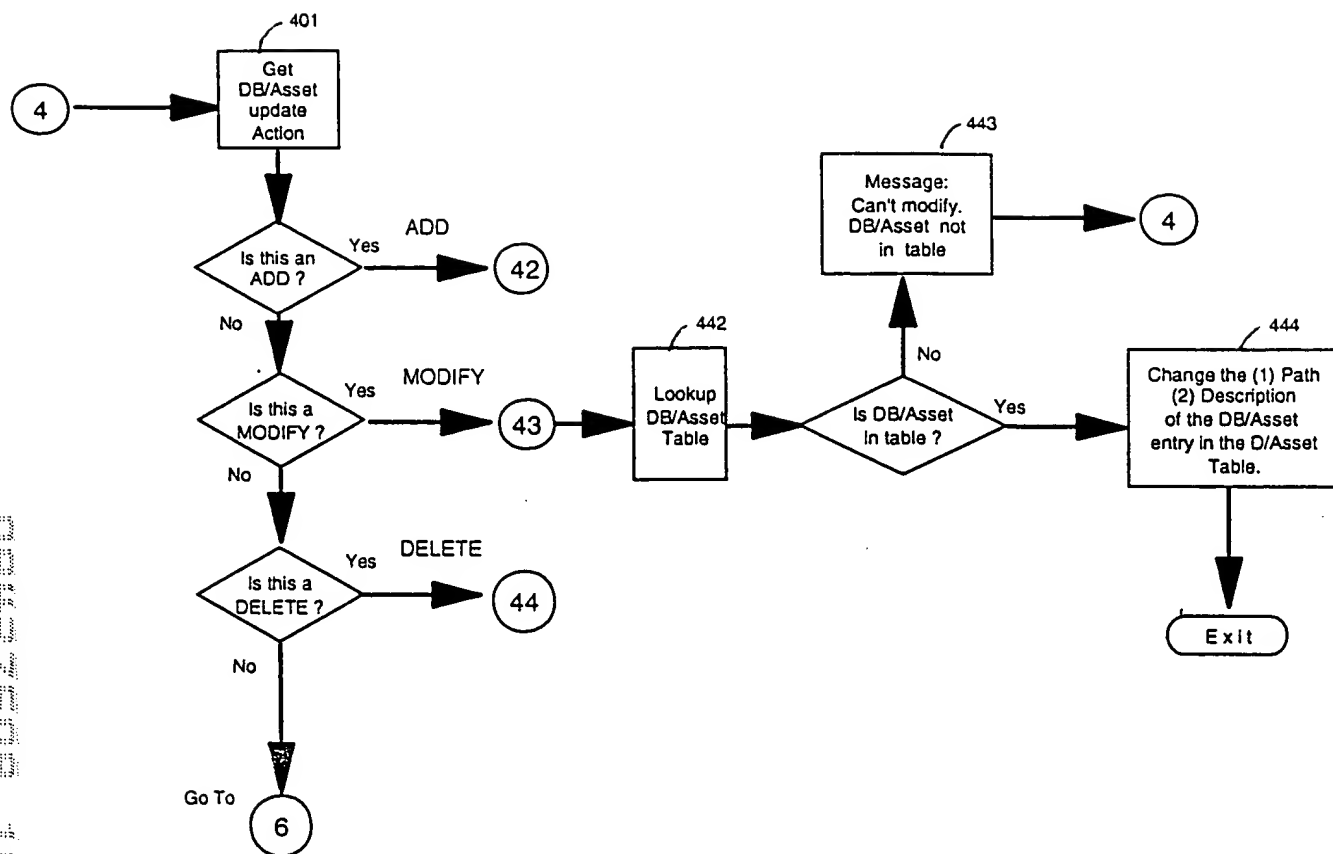 401
Get
DB/Asset
update
Action
4
443
Message:
Can't modify.
DB/Asset not
in table
4
Is this an
ADD ?
Yes
ADD
42
No
442
Lookup
DB/Asset
Table
No
444
Change the (1) Path
(2) Description
of the DB/Asset
entry in the D/Asset
Table.
Is this a
MODIFY ?
Yes
MODIFY
43
Is DB/Asset
in table ?
Yes
No
Is this a
DELETE ?
Yes
DELETE
44
Exit
No
Go To
6